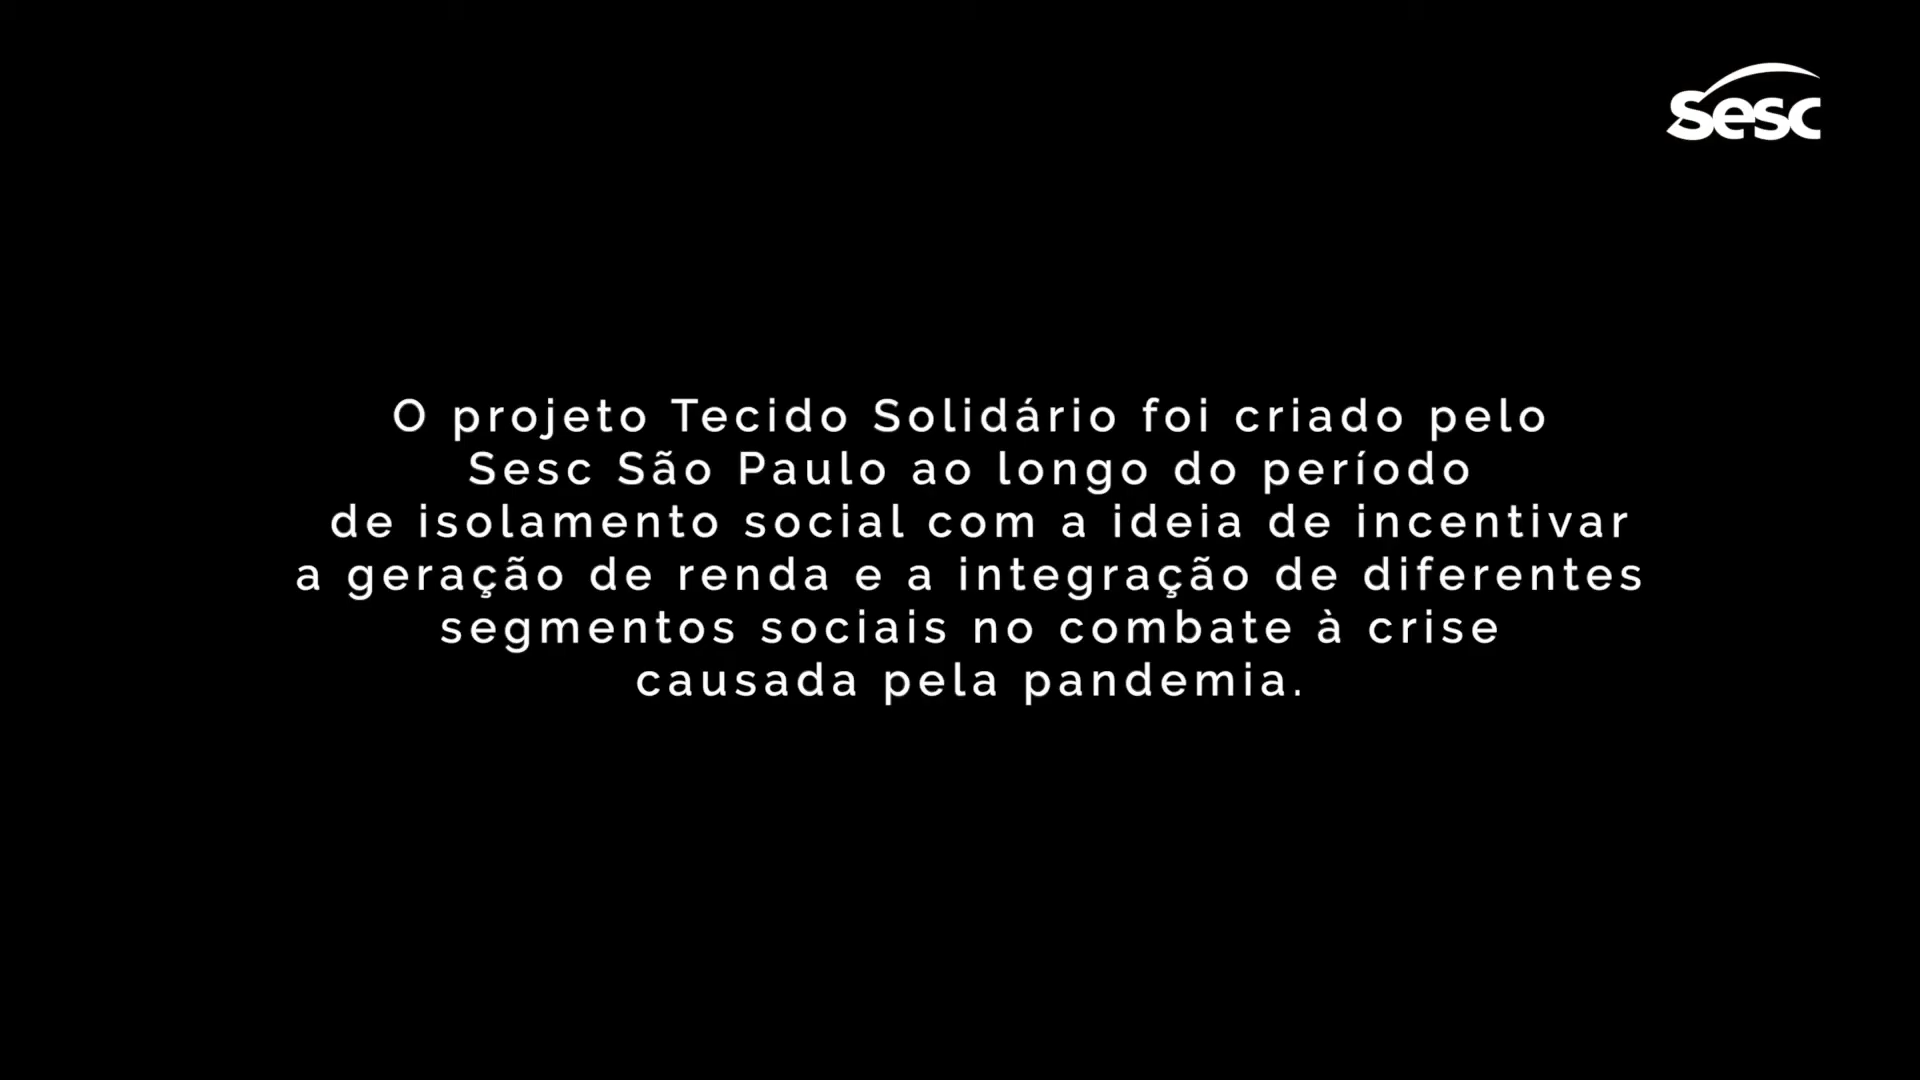 Sesc
O projeto Tecido Solidário foi criado pelo
Sesc São Paulo ao longo do período
de isolamento social com a ideia de incentivar
a geração de renda e a integração de diferentes
segmentos sociais no combate à crise
causada pela pandemia.